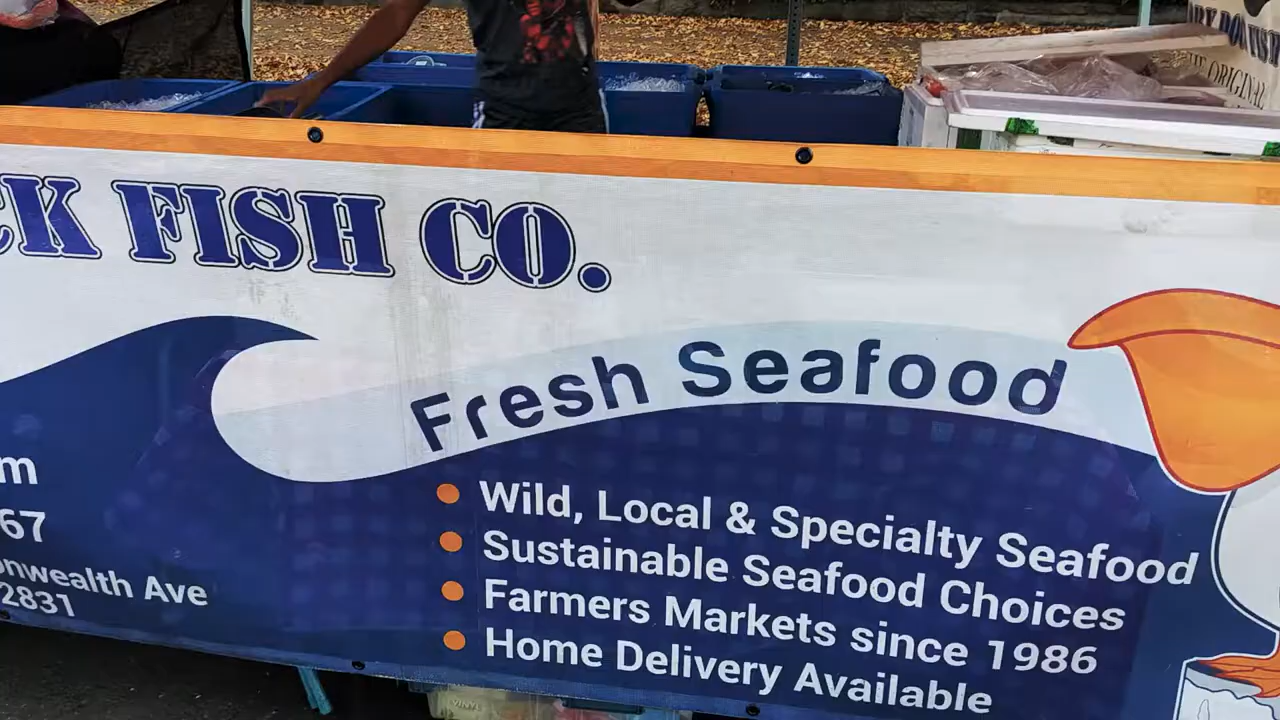 CK FISH CO.
Fresh Seafood
Wild, Local & Specialty Seafood
Sustainable Seafood Choices
Farmers Markets since 1986
Home Delivery Available
m
67
onwealth Ave
2831
ORIGINAL